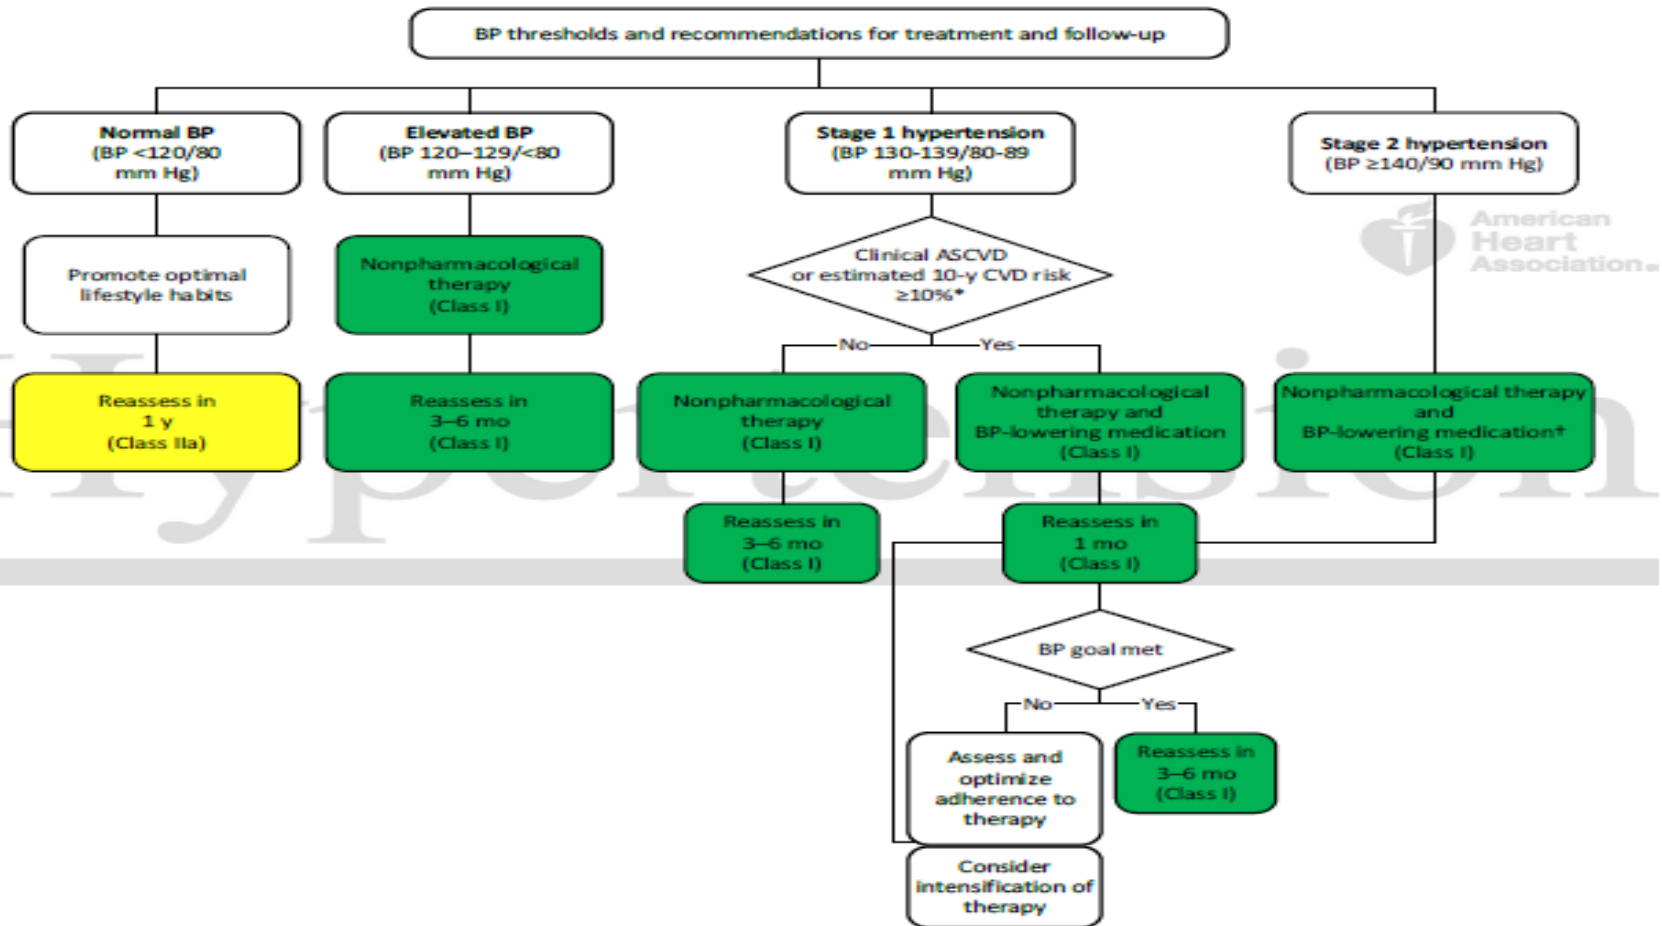 BP thresholds and recommendations for treatment and follow-up
Normal BP
(BP <120/80
mm Hg)
Elevated BP
(BP 120–129/<80
mm Hg)
Stage 1 hypertension
(BP 130-139/80-89
mm Hg)
Stage 2 hypertension
(BP ≥140/90 mm Hg)
American
Heart
Association.
Promote optimal
lifestyle habits
Nonpharmacological
therapy
(Class I)
Clinical ASCVD
or estimated 10-y CVD risk
≥10%*
No
Yes
Reassess in
1 y
(Class IIa)
Reassess in
3–6 mo
(Class I)
Nonpharmacological
therapy
(Class I)
Nonpharmacological
therapy and
BP-lowering medication
(Class I)
Nonpharmacological therapy
and
BP-lowering medication†
(Class I)
Hypertension
Reassess in
3–6 mo
(Class I)
Reassess in
1 mo
(Class I)
BP goal met
No
Yes
Assess and
optimize
adherence to
therapy
Reassess in
3–6 mo
(Class I)
Consider
intensification of
therapy